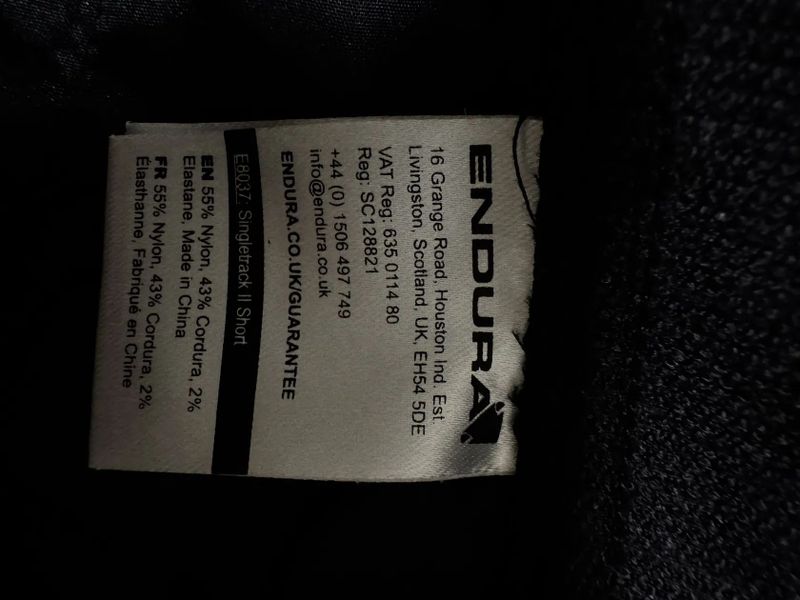 ENDURA
16 Grange Road, Houston Ind. Est
Livingston, Scotland, UK, EH54 5DE
VAT Reg: 635 0114 80
Reg: SC128821
+44 (0) 1506 497 749
info@endura.co.uk
ENDURA.CO.UK/GUARANTEE
E8037: Singletrack II Short
EN 55% Nylon, 43% Cordura, 2%
Elastane, Made in China
FR 55% Nylon, 43% Cordura, 2%
Élasthanne, Fabriqué en Chine